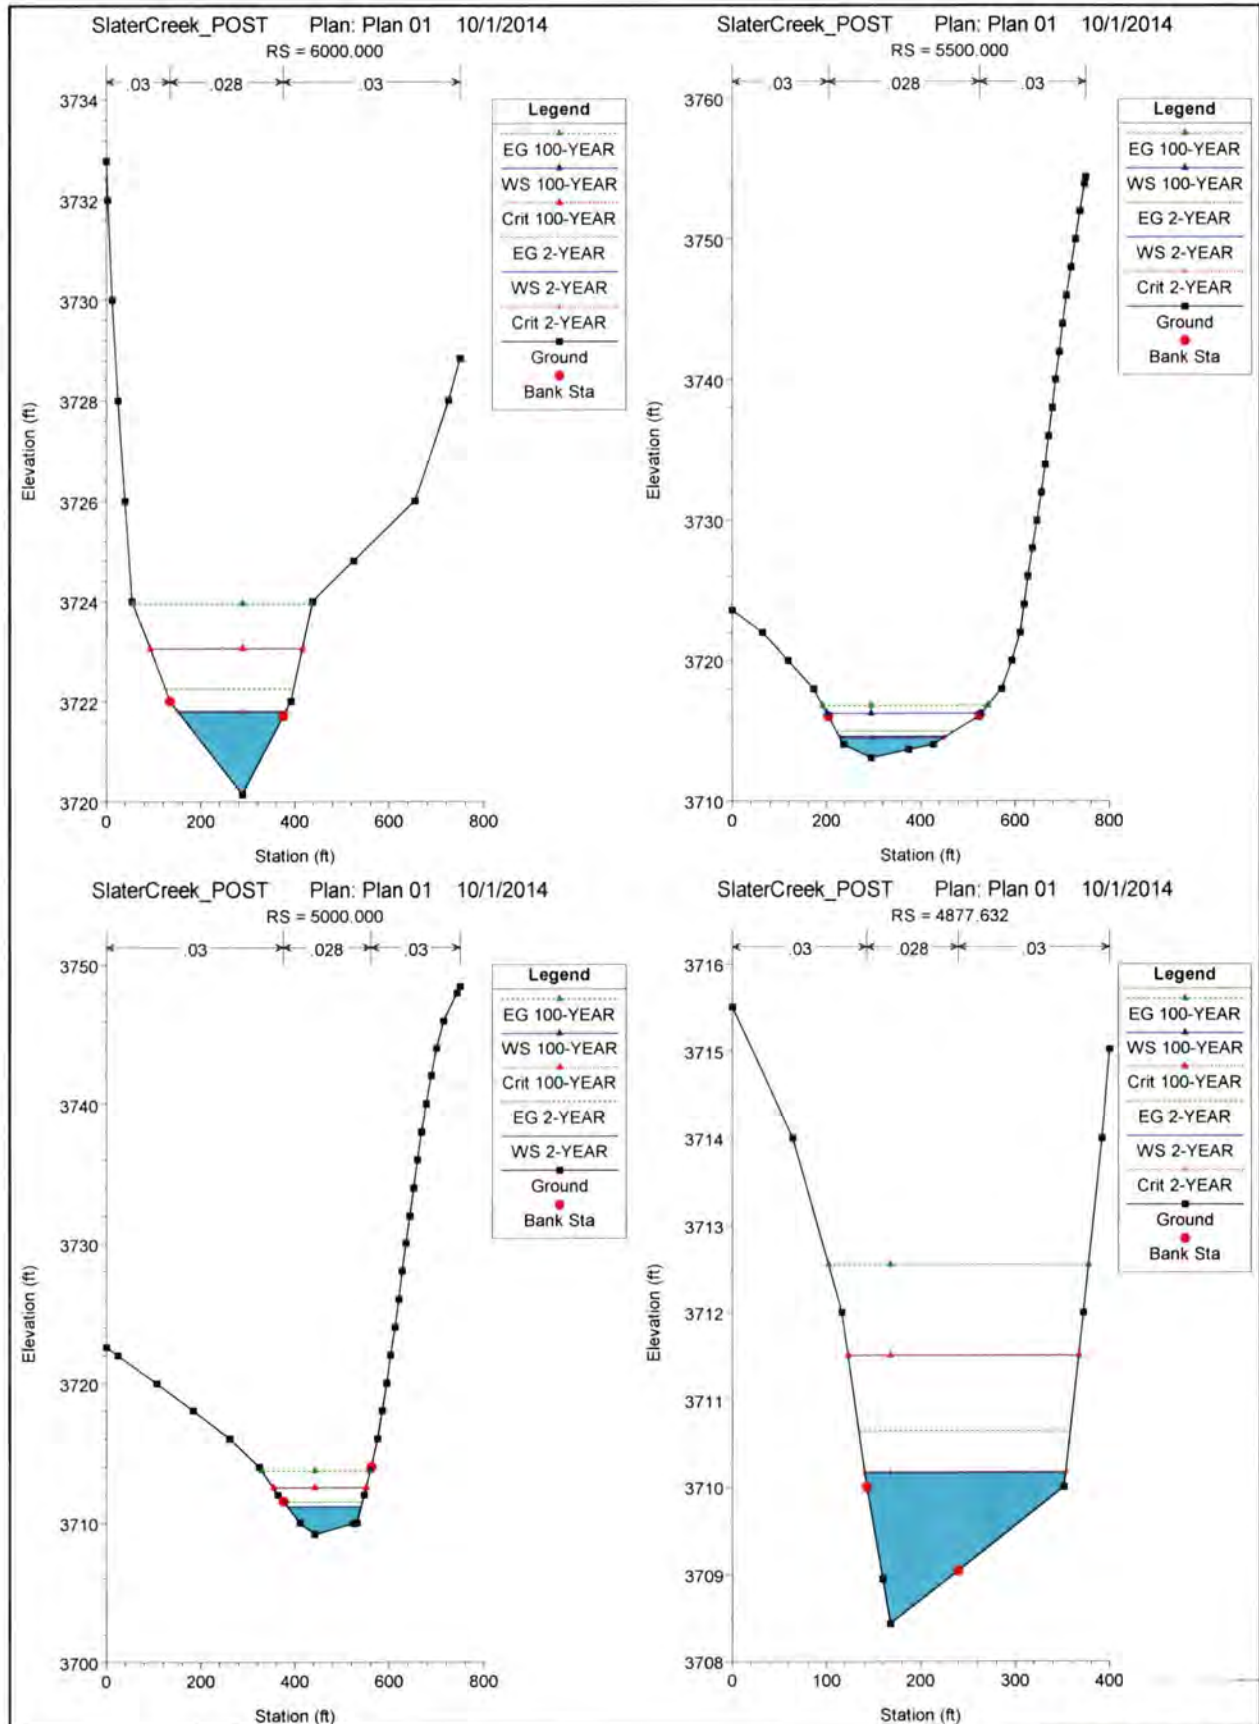 SlaterCreek_POST Plan: Plan 01 10/1/2014
RS = 6000.000
.03 .028 .03
3734
3732
3730
3728
3726
3724
3722
3720
Elevation (ft)
0 200 400 600 800
Station (ft)
Legend
EG 100-YEAR
WS 100-YEAR
Crit 100-YEAR
EG 2-YEAR
WS 2-YEAR
Crit 2-YEAR
Ground
Bank Sta
SlaterCreek_POST Plan: Plan 01 10/1/2014
RS = 5500.000
.03 .028 .03
3760
3750
3740
3730
3720
3710
Elevation (ft)
0 200 400 600 800
Station (ft)
Legend
EG 100-YEAR
WS 100-YEAR
EG 2-YEAR
WS 2-YEAR
Crit 2-YEAR
Ground
Bank Sta
SlaterCreek_POST Plan: Plan 01 10/1/2014
RS = 5000.000
.03 .028 .03
3750
3740
3730
3720
3710
3700
Elevation (ft)
0 200 400 600 800
Station (ft)
Legend
EG 100-YEAR
WS 100-YEAR
Crit 100-YEAR
EG 2-YEAR
WS 2-YEAR
Ground
Bank Sta
SlaterCreek_POST Plan: Plan 01 10/1/2014
RS = 4877.632
.03 .028 .03
3716
3715
3714
3713
3712
3711
3710
3709
3708
Elevation (ft)
0 100 200 300 400
Station (ft)
Legend
EG 100-YEAR
WS 100-YEAR
Crit 100-YEAR
EG 2-YEAR
WS 2-YEAR
Crit 2-YEAR
Ground
Bank Sta